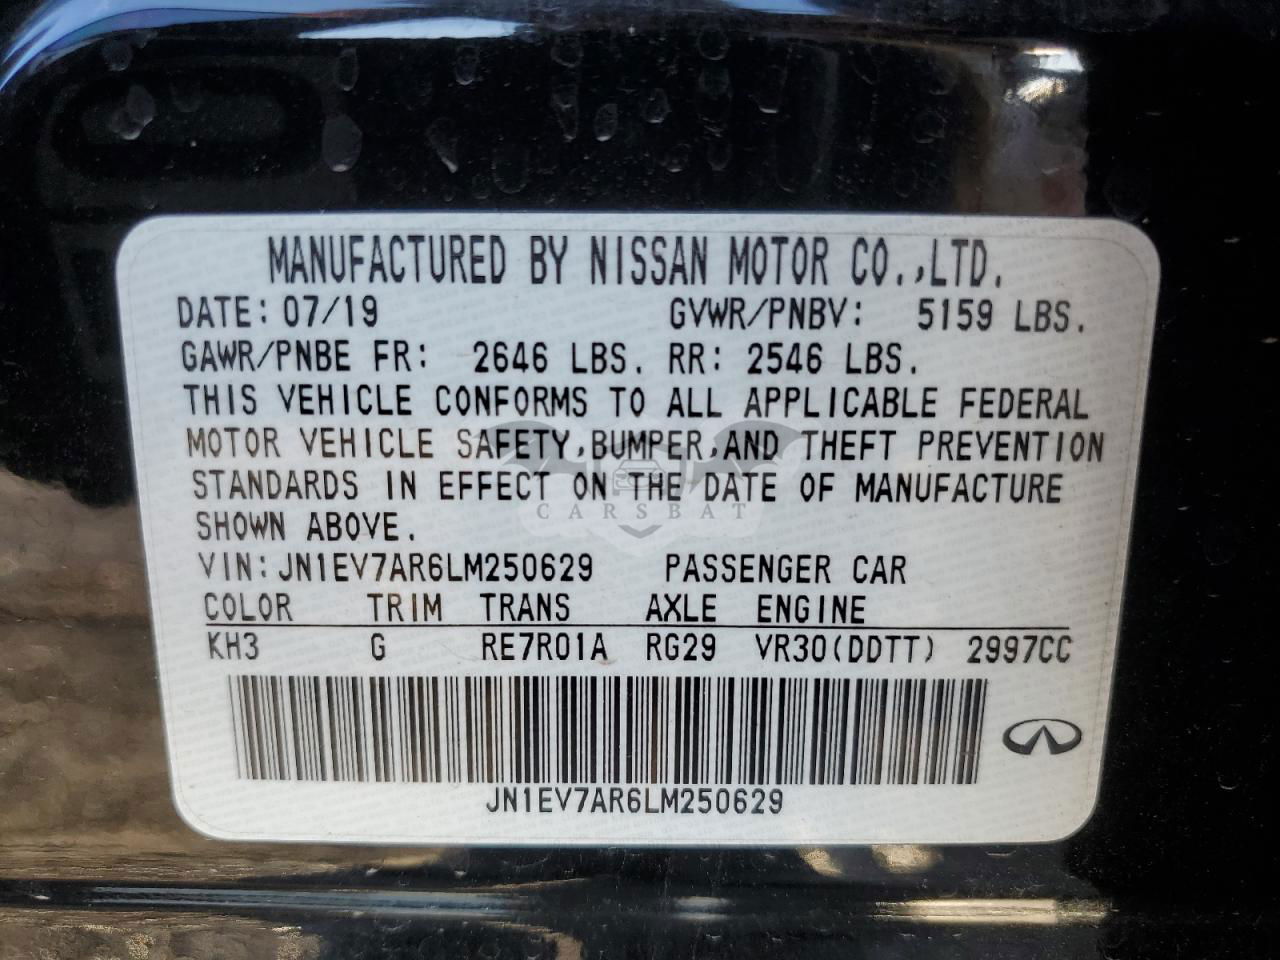 MANUFACTURED BY NISSAN MOTOR CO.,LTD.
DATE: 07/19 GVWR/PNBV: 5159 LBS.
GAWR/PNBE FR: 2646 LBS. RR: 2546 LBS.
THIS VEHICLE CONFORMS TO ALL APPLICABLE FEDERAL
MOTOR VEHICLE SAFETY,BUMPER,AND THEFT PREVENTION
STANDARDS IN EFFECT ON THE DATE OF MANUFACTURE
CARSBAT
SHOWN ABOVE.
VIN: JN1EV7AR6LM250629 PASSENGER CAR
COLOR TRIM TRANS AXLE ENGINE
KH3 G RE7R01A RG29 VR30(DDTT) 2997CC
JN1EV7AR6LM250629